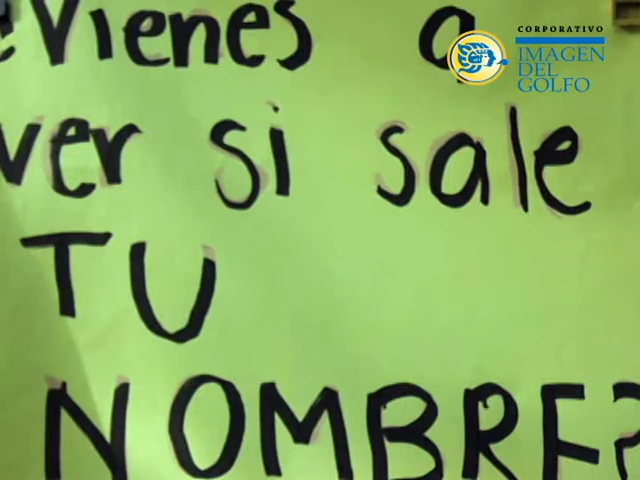 ¿Vienes a
ver si sale
TU
NOMBRE?
CORPORATIVO
IMAGEN
DEL
GOLFO